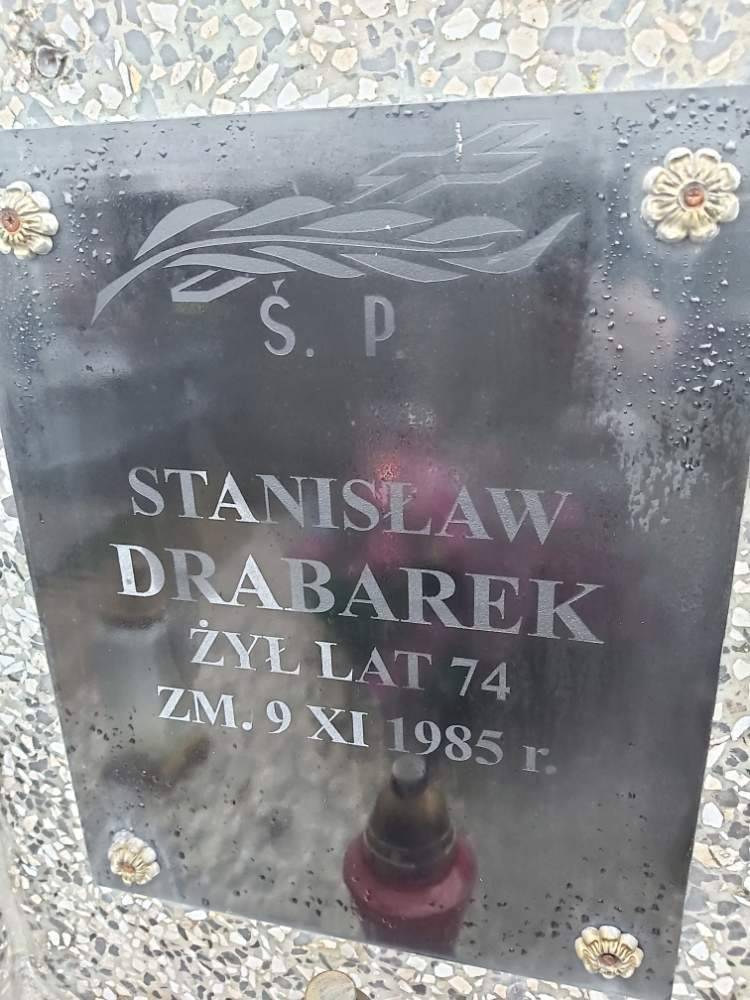 Ś. P
STANISŁAW
DRABAREK
ŻYŁ LAT 74
ZM. 9 XI 1985 r.